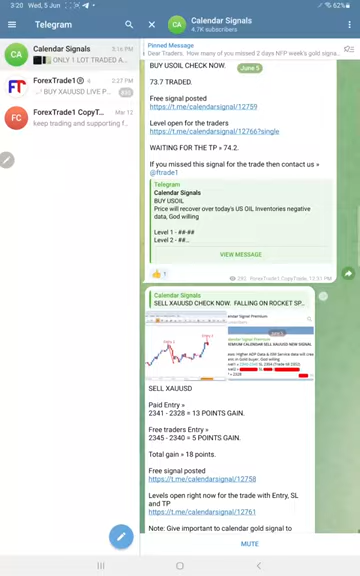 3:20 Wed, 5 Jun
62%
Telegram
Calendar Signals
4.7K subscribers
CA
Calendar Signals
3:16 PM
ONLY 1 LOT TRADED A...
ForexTrade1
2:27 PM
BUY XAUUSD LIVE P...
FC
ForexTrade1 CopyT...
Mar 12
keep trading and supporting f...
Pinned Message
Dear Traders, How many of you missed 2 days NFP week's gold signa...
BUY USOIL CHECK NOW.
June 5
73.7 TRADED.
Free signal posted
https://t.me/calendarsignal/12759
Level open for the traders
https://t.me/calendarsignal/12766?single
WAITING FOR THE TP = 74.2.
If you missed this signal for the trade then contact us =
@ftrade1
Telegram
Calendar Signals
BUY USOIL
Price will recover over today's US OIL Inventories negative
data, God willing
Level 1 - ##-##
Level 2 - ##...
VIEW MESSAGE
👍 1
ForexTrade1 CopyTrade, 12:51 PM
Calendar Signals
SELL XAUUSD CHECK NOW. FALLING ON ROCKET SP...
SELL XAUUSD
Paid Entry =
2341 - 2328 = 13 POINTS GAIN.
Free traders Entry =
2345 - 2340 = 5 POINTS GAIN.
Total gain = 18 points.
Free signal posted
https://t.me/calendarsignal/12758
Levels open right now for the trade with Entry, SL
and TP
https://t.me/calendarsignal/12761
Note: Give important to calendar gold signal to
MUTE